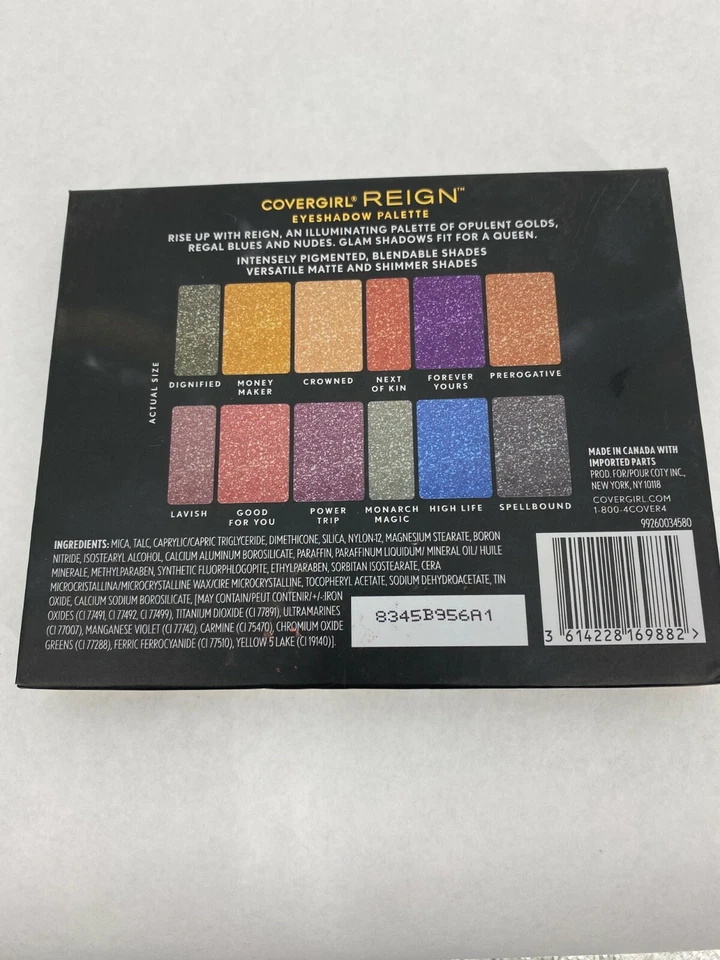 COVERGIRL® REIGN™
EYESHADOW PALETTE
RISE UP WITH REIGN, AN ILLUMINATING PALETTE OF OPULENT GOLDS,
REGAL BLUES AND NUDES. GLAM SHADOWS FIT FOR A QUEEN.
INTENSELY PIGMENTED, BLENDABLE SHADES
VERSATILE MATTE AND SHIMMER SHADES
ACTUAL SIZE
DIGNIFIED
MONEY
MAKER
CROWNED
NEXT
OF KIN
FOREVER
YOURS
PREROGATIVE
LAVISH
GOOD
FOR YOU
POWER
TRIP
MONARCH
MAGIC
HIGH LIFE
SPELLBOUND
MADE IN CANADA WITH
IMPORTED PARTS
PROD. FOR/POUR COTY INC.,
NEW YORK, NY 10118
COVERGIRL.COM
1-800-4COVER4
99260034580
INGREDIENTS: MICA, TALC, CAPRYLIC/CAPRIC TRIGLYCERIDE, DIMETHICONE, SILICA, NYLON-12, MAGNESIUM STEARATE, BORON
NITRIDE, ISOSTEARYL ALCOHOL, CALCIUM ALUMINUM BOROSILICATE, PARAFFIN, PARAFFINUM LIQUIDUM/ MINERAL OIL/ HUILE
MINERALE, METHYLPARABEN, SYNTHETIC FLUORPHLOGOPITE, ETHYLPARABEN, SORBITAN ISOSTEARATE, CERA
MICROCRISTALLINA/MICROCRYSTALLINE WAX/CIRE MICROCRYSTALLINE, TOCOPHERYL ACETATE, SODIUM DEHYDROACETATE, TIN
OXIDE, CALCIUM SODIUM BOROSILICATE, [MAY CONTAIN/PEUT CONTENIR/+/-:IRON
OXIDES (CI 77491, CI 77492, CI 77499), TITANIUM DIOXIDE (CI 77891), ULTRAMARINES
(CI 77007), MANGANESE VIOLET (CI 77742), CARMINE (CI 75470), CHROMIUM OXIDE
GREENS (CI 77288), FERRIC FERROCYANIDE (CI 77510), YELLOW 5 LAKE (CI 19140)].
8345B956A1
3 614228 169882 >